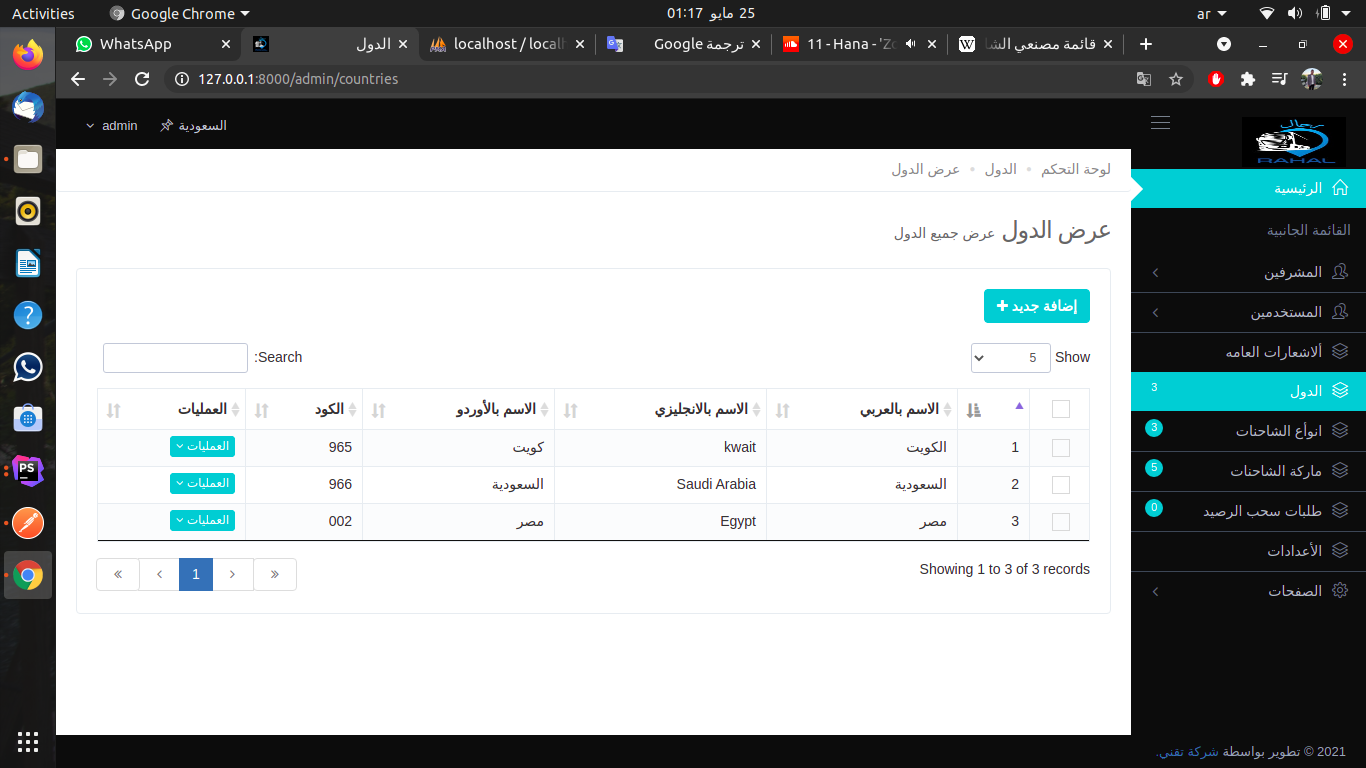 Activities
Google Chrome
25 مايو 01:17
ar
WhatsApp
الدول
localhost / local
ترجمة Google
11 - Hana - 'Zo
قائمة مصنعي الشا
127.0.0.1:8000/admin/countries
admin
السعودية
سرحال
RAHAL
لوحة التحكم • الدول • عرض الدول
عرض الدول عرض جميع الدول
إضافة جديد
Show 5
Search:
الاسم بالعربي
الاسم بالانجليزي
الاسم بالأوردو
الكود
العمليات
1 الكويت kwait كويت 965 العمليات
2 السعودية Saudi Arabia السعودية 966 العمليات
3 مصر Egypt مصر 002 العمليات
Showing 1 to 3 of 3 records
« ‹ 1 › »
الرئيسية
القائمة الجانبية
المشرفين
المستخدمين
ألاشعارات العامه
الدول 3
انوأع الشاحنات 3
ماركة الشاحنات 5
طلبات سحب الرصيد 0
الأعدادات
الصفحات
2021 © تطوير بواسطة شركة تقني.
PS